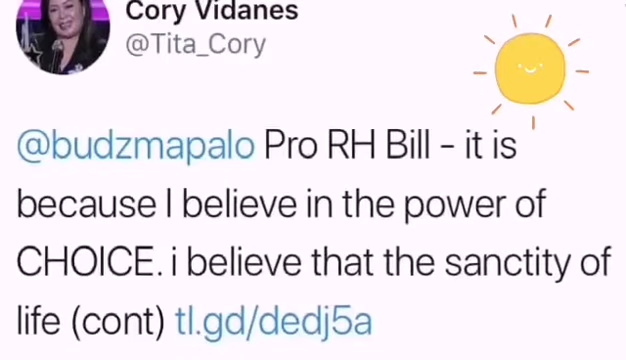 Cory Vidanes
@Tita_Cory
@budzmapalo Pro RH Bill - it is
because I believe in the power of
CHOICE. i believe that the sanctity of
life (cont) tl.gd/dedj5a